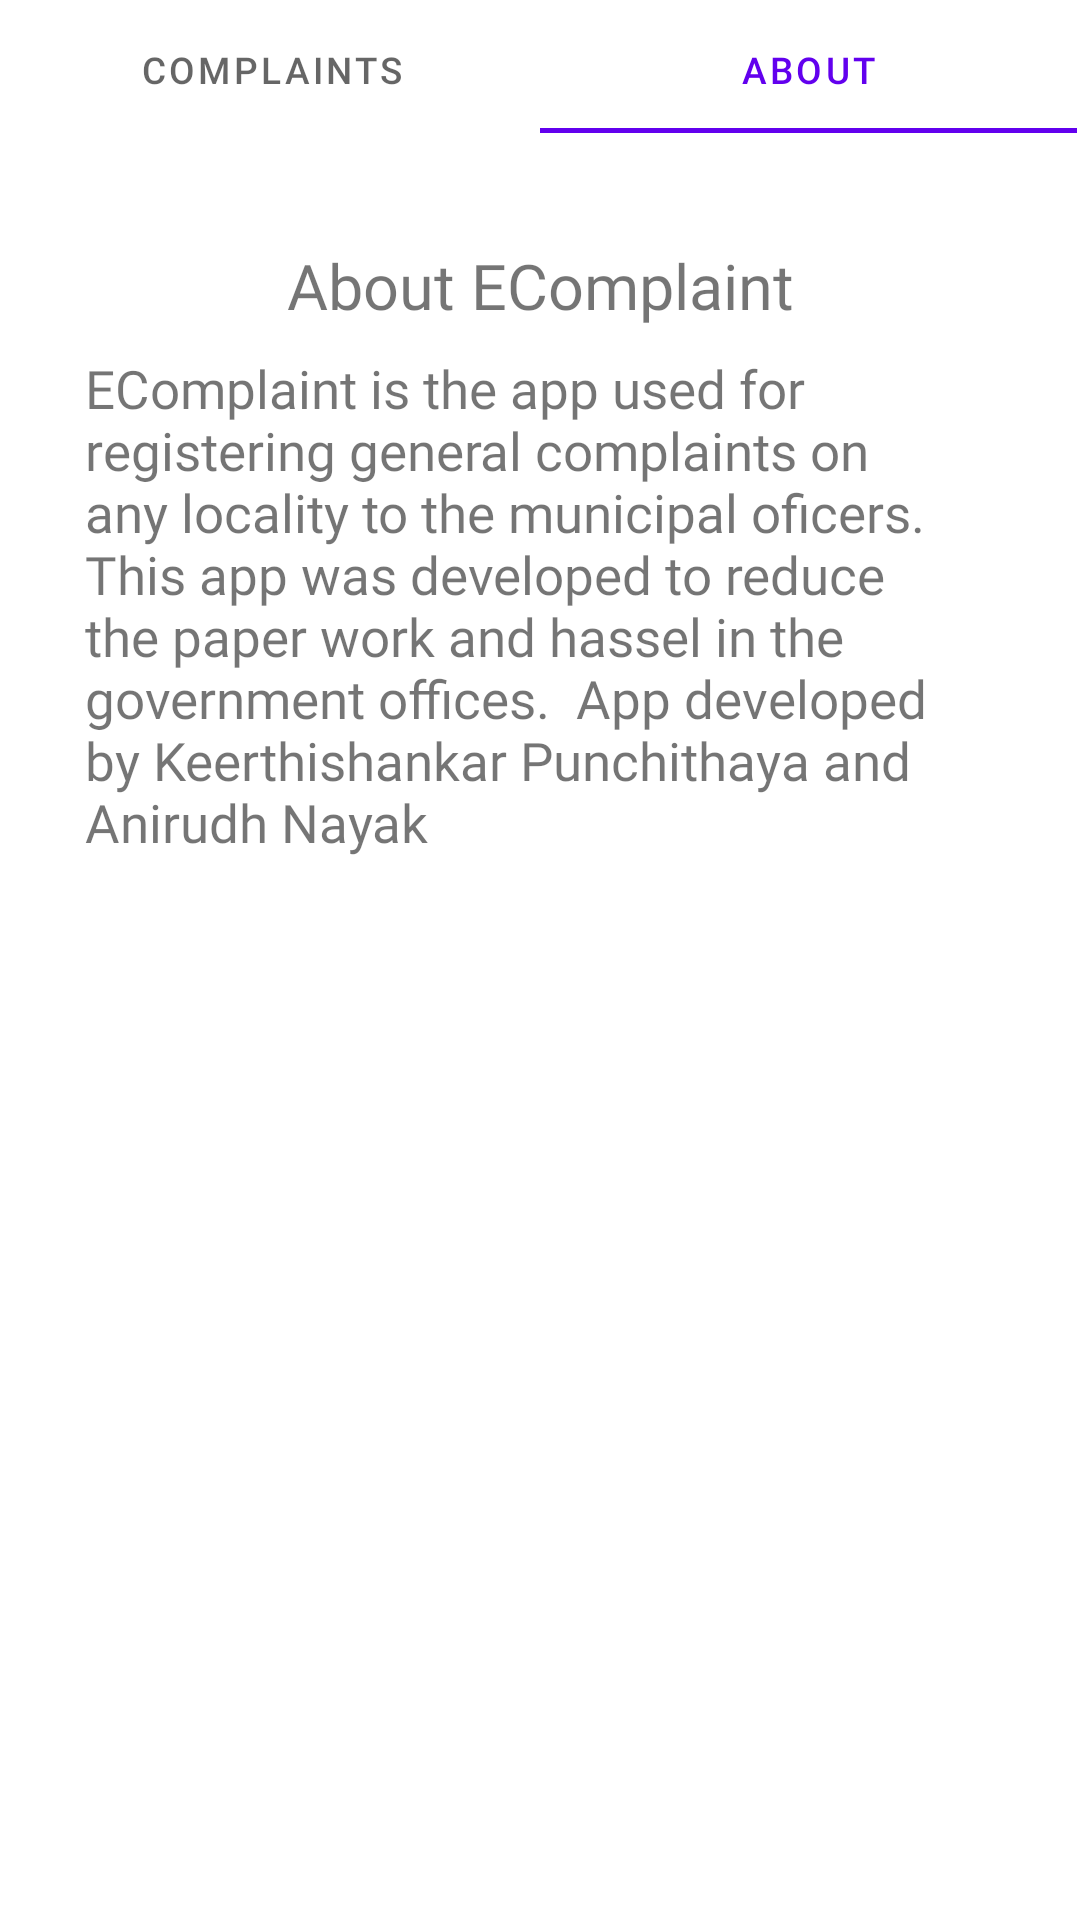 COMPLAINTS
ABOUT
About EComplaint
EComplaint is the app used for
registering general complaints on
any locality to the municipal oficers.
This app was developed to reduce
the paper work and hassel in the
government offices.  App developed
by Keerthishankar Punchithaya and
Anirudh Nayak